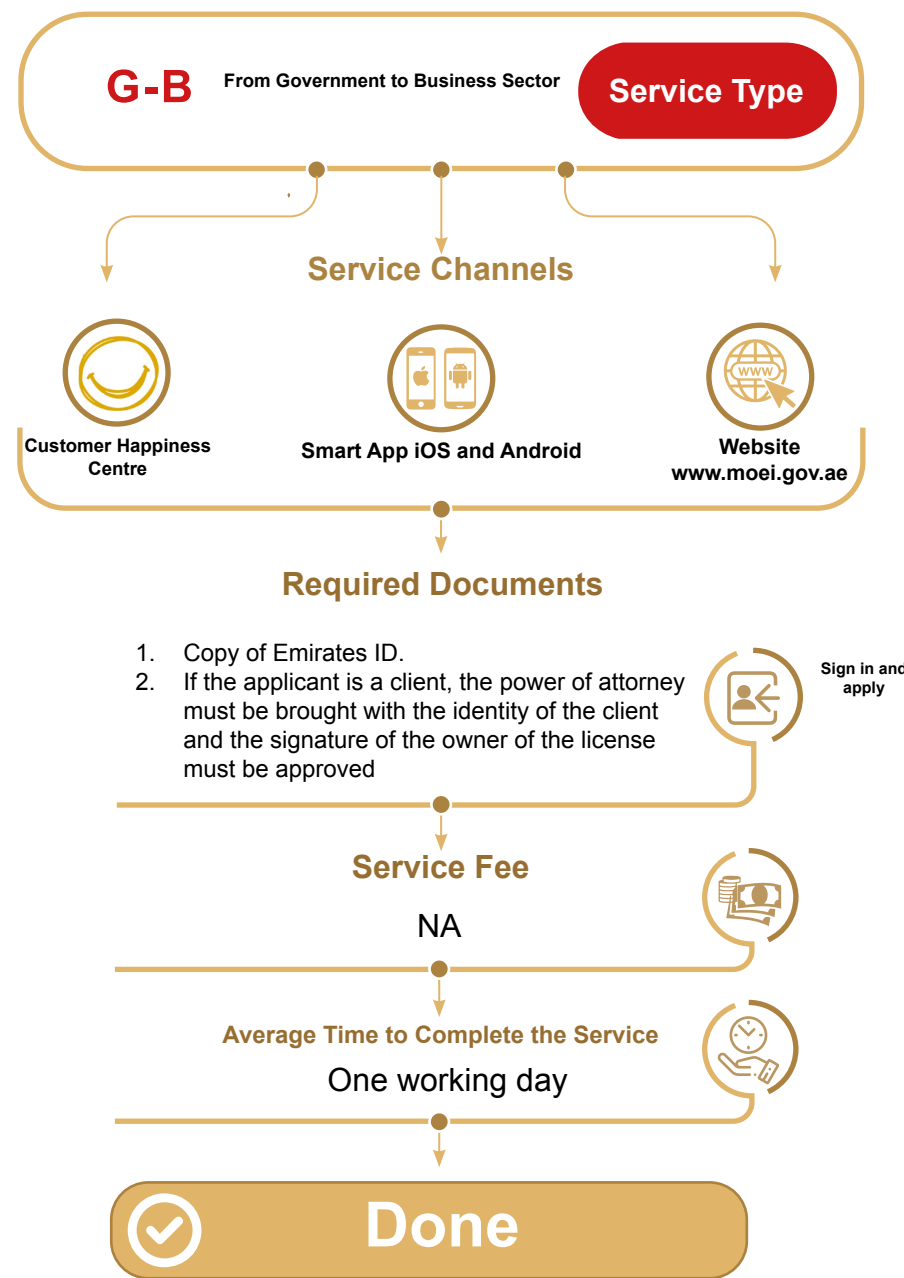 G-B
From Government to Business Sector
Service Type
Service Channels
Customer Happiness
Centre
Smart App iOS and Android
WWW
Website
www.moei.gov.ae
Required Documents
1. Copy of Emirates ID.
2. If the applicant is a client, the power of attorney
must be brought with the identity of the client
and the signature of the owner of the license
must be approved
Sign in and
apply
Service Fee
NA
Average Time to Complete the Service
One working day
Done